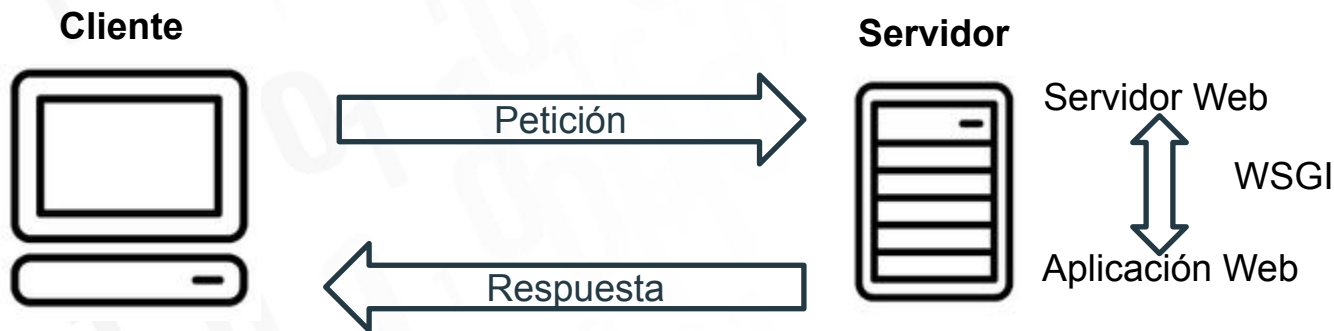 Cliente
Servidor
Petición
Servidor Web
WSGI
Aplicación Web
Respuesta